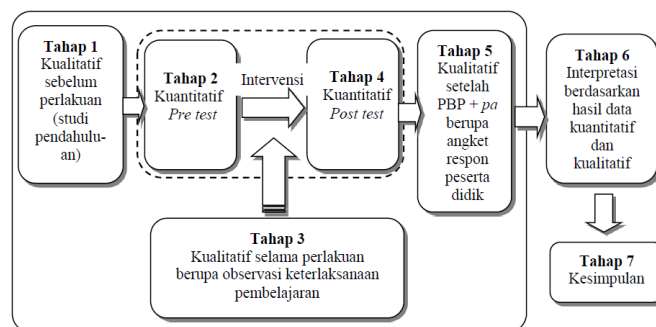 Tahap 1
Kualitatif
sebelum
perlakuan
(studi
pendahulu-
an)
Tahap 2
Kuantitatif
Pre test
Intervensi
Tahap 4
Kuantitatif
Post test
Tahap 5
Kualitatif
setelah
PBP + pa
berupa
angket
respon
peserta
didik
Tahap 6
Interpretasi
berdasarkan
hasil data
kuantitatif
dan
kualitatif
Tahap 3
Kualitatif selama perlakuan
berupa observasi keterlaksanaan
pembelajaran
Tahap 7
Kesimpulan